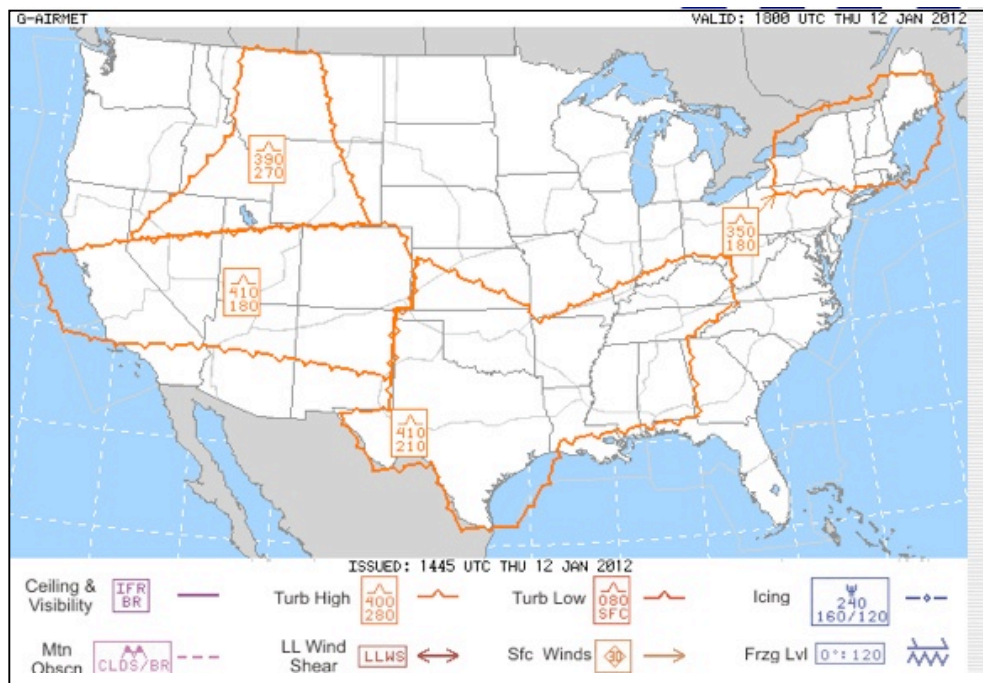 G-AIRMET
VALID: 1800 UTC THU 12 JAN 2012
390
270
350
180
410
180
410
210
ISSUED: 1445 UTC THU 12 JAN 2012
Ceiling &
Visibility
IFR
BR
Turb High
400
280
Turb Low
080
SFC
Icing
240
160/120
Mtn
Obscn
CLDS/BR
LL Wind
Shear
LLWS
Sfc Winds
30
Frzg Lvl
0°:120